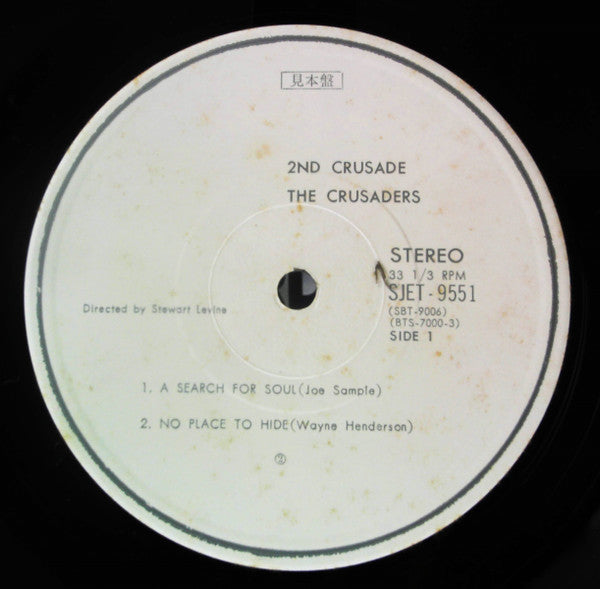 見本盤
2ND CRUSADE
THE CRUSADERS
STEREO
33 1/3 RPM
SJET-9551
(SBT-9006)
(BTS-7000-3)
SIDE 1
Directed by Stewart Levine
1. A SEARCH FOR SOUL(Joe Sample)
2. NO PLACE TO HIDE(Wayne Henderson)
②